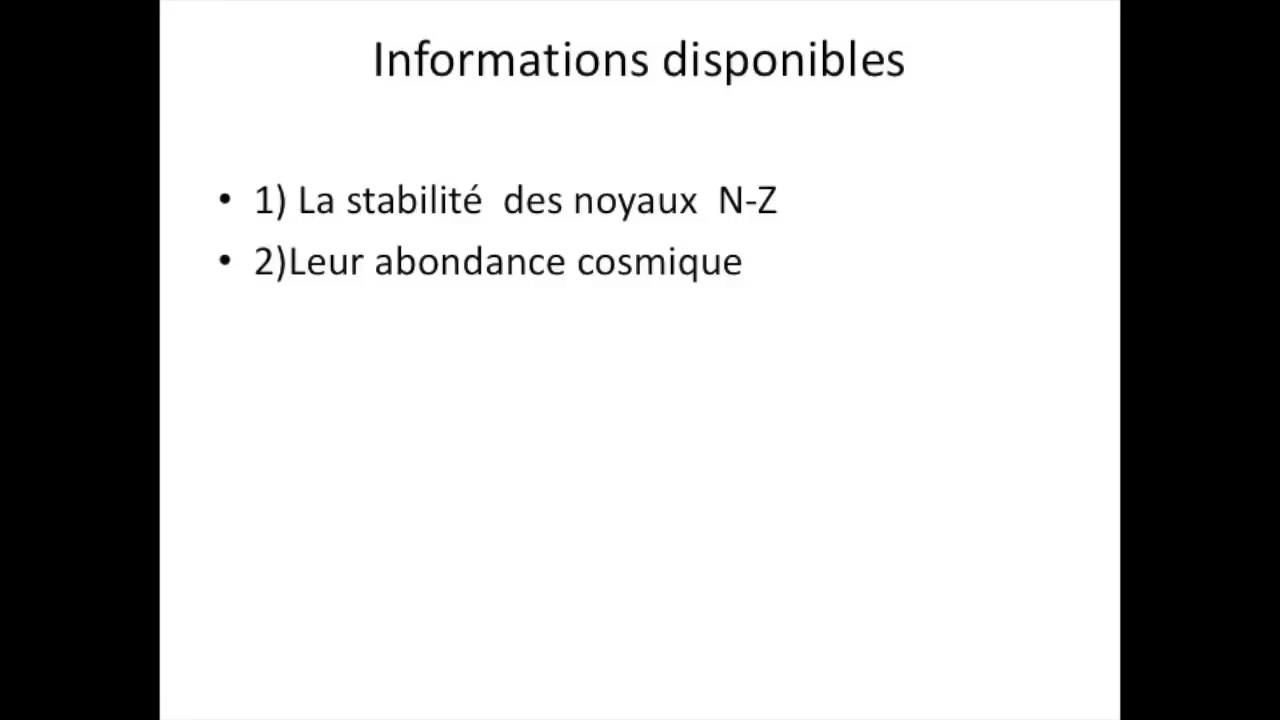 Informations disponibles
• 1) La stabilité  des noyaux  N-Z
• 2)Leur abondance cosmique